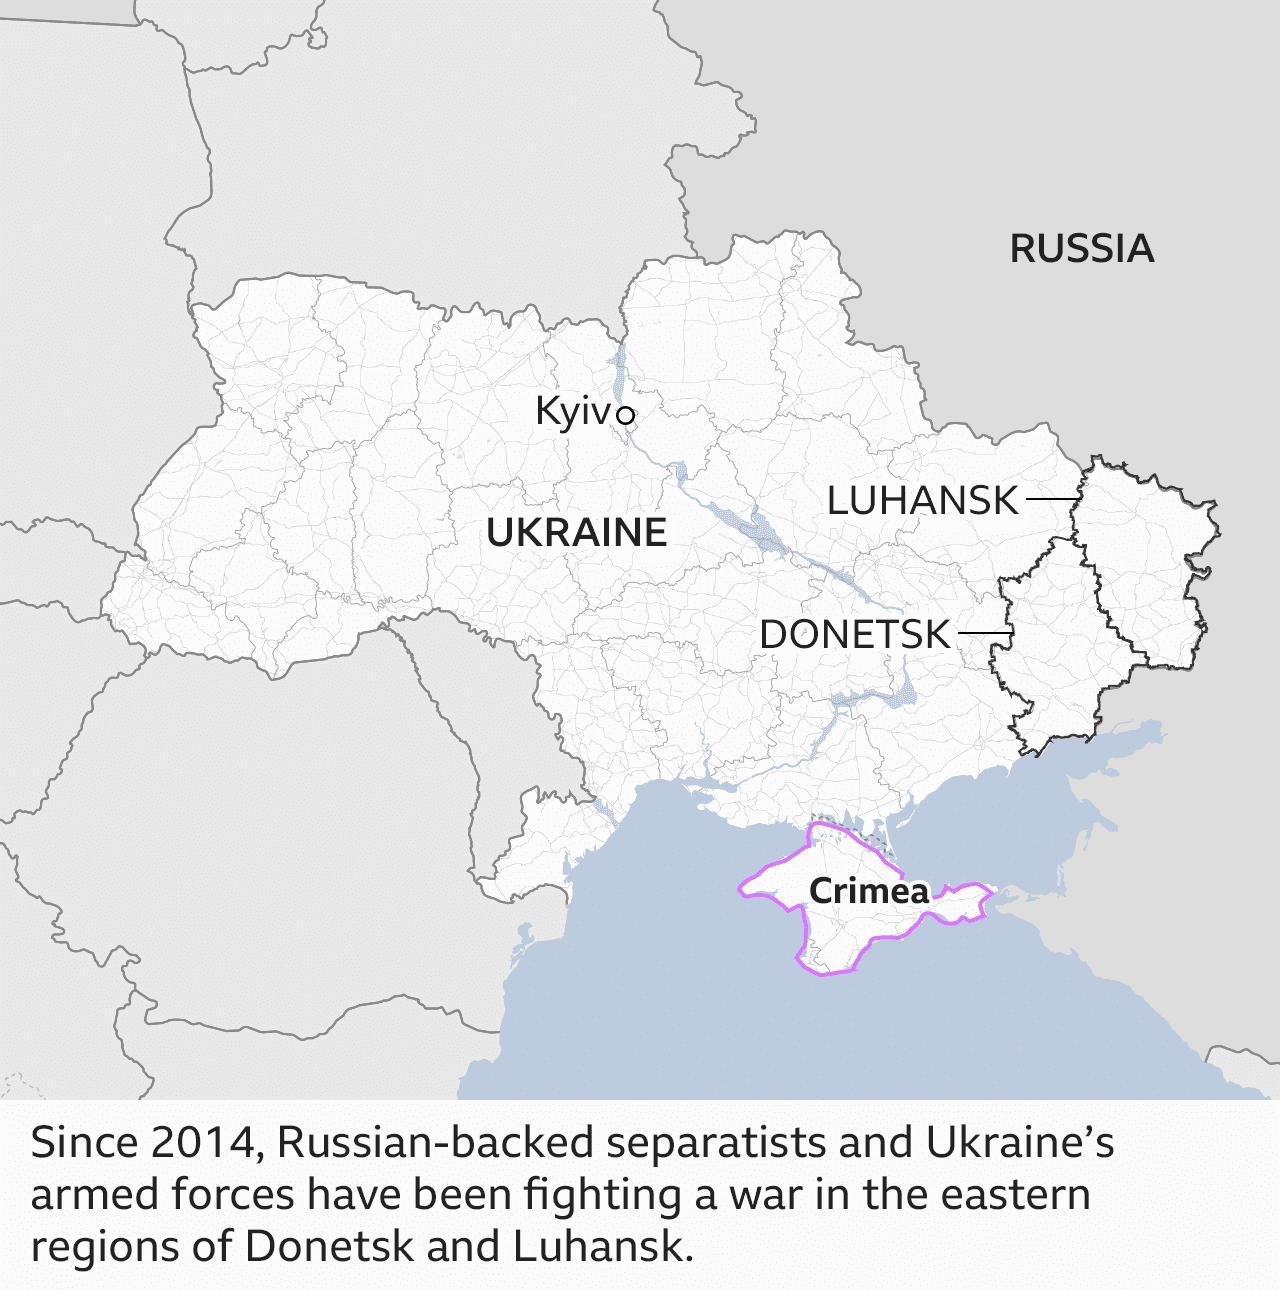 RUSSIA
Kyiv
LUHANSK
UKRAINE
DONETSK
Crimea
Since 2014, Russian-backed separatists and Ukraine’s
armed forces have been fighting a war in the eastern
regions of Donetsk and Luhansk.